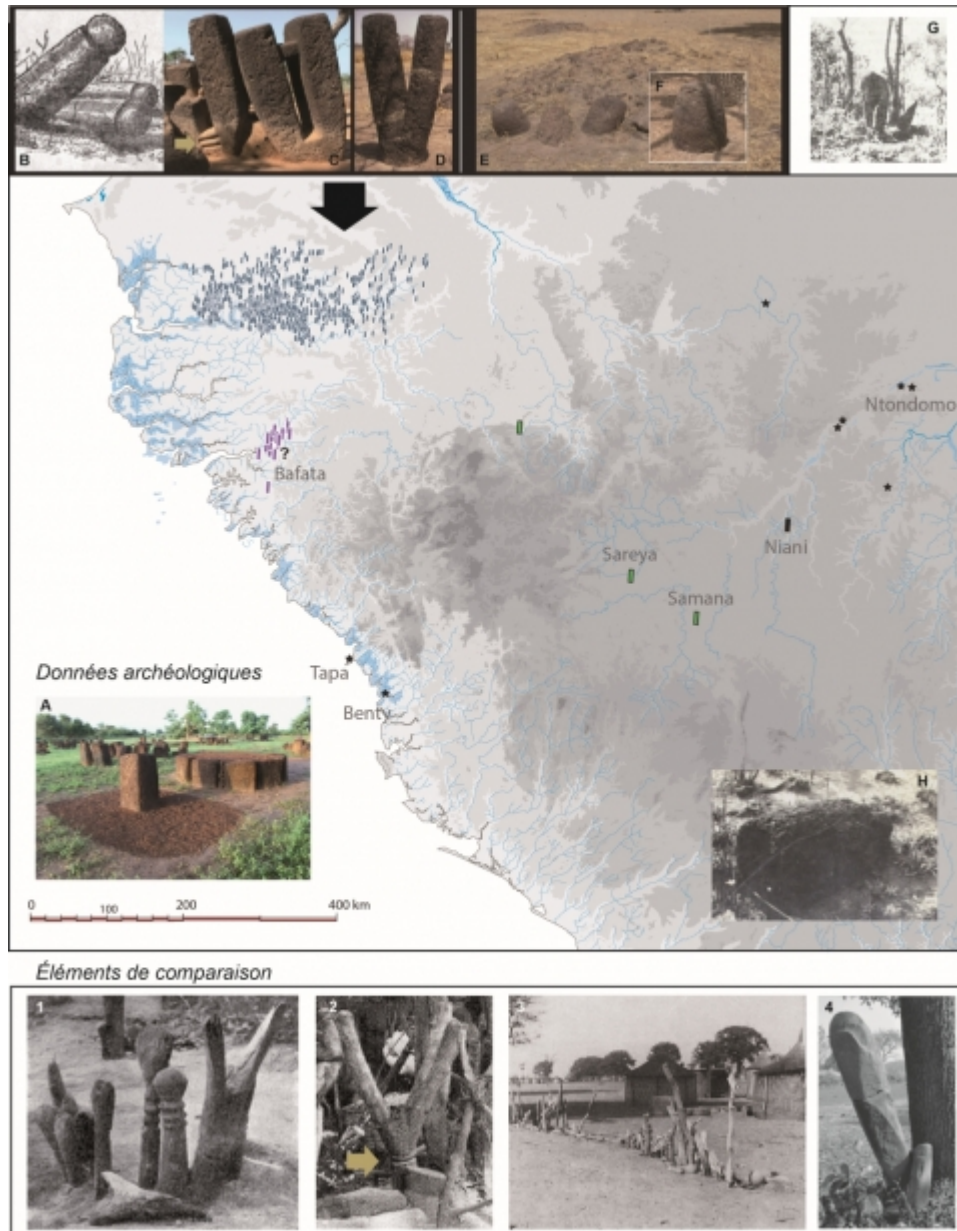 B
C
D
E
F
G
Ntondomo
?
Bafata
Niani
Sareya
Samana
Tapa
Benty
Données archéologiques
A
H
0 100 200 400 km
Éléments de comparaison
1
2
3
4